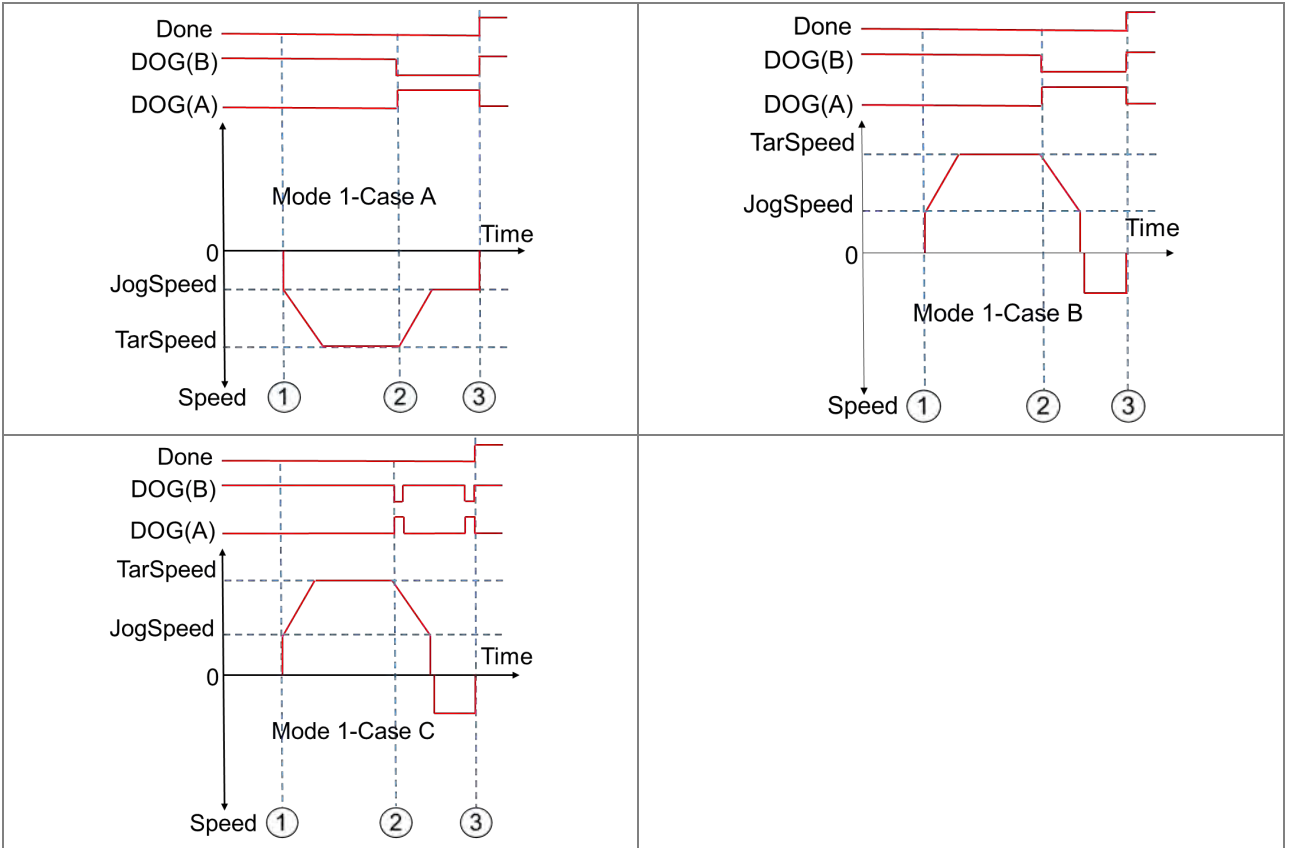 Done
DOG(B)
DOG(A)
Mode 1-Case A
Time
0
JogSpeed
TarSpeed
Speed 1 2 3
Done
DOG(B)
DOG(A)
TarSpeed
JogSpeed
Time
0
Mode 1-Case B
Speed 1 2 3
Done
DOG(B)
DOG(A)
TarSpeed
JogSpeed
Time
0
Mode 1-Case C
Speed 1 2 3